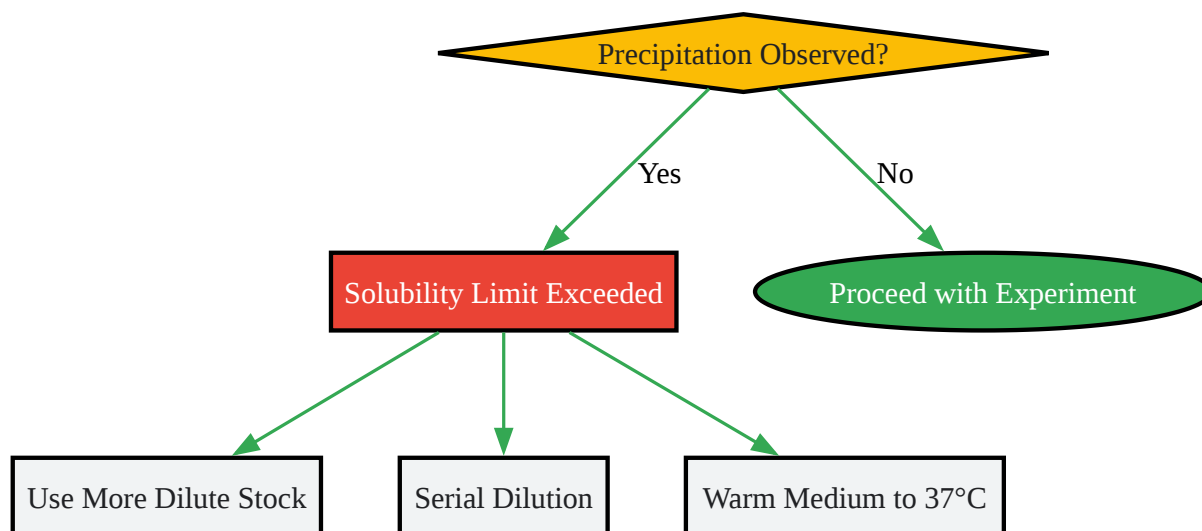 Precipitation Observed?
Yes
No
Solubility Limit Exceeded
Proceed with Experiment
Use More Dilute Stock
Serial Dilution
Warm Medium to 37°C